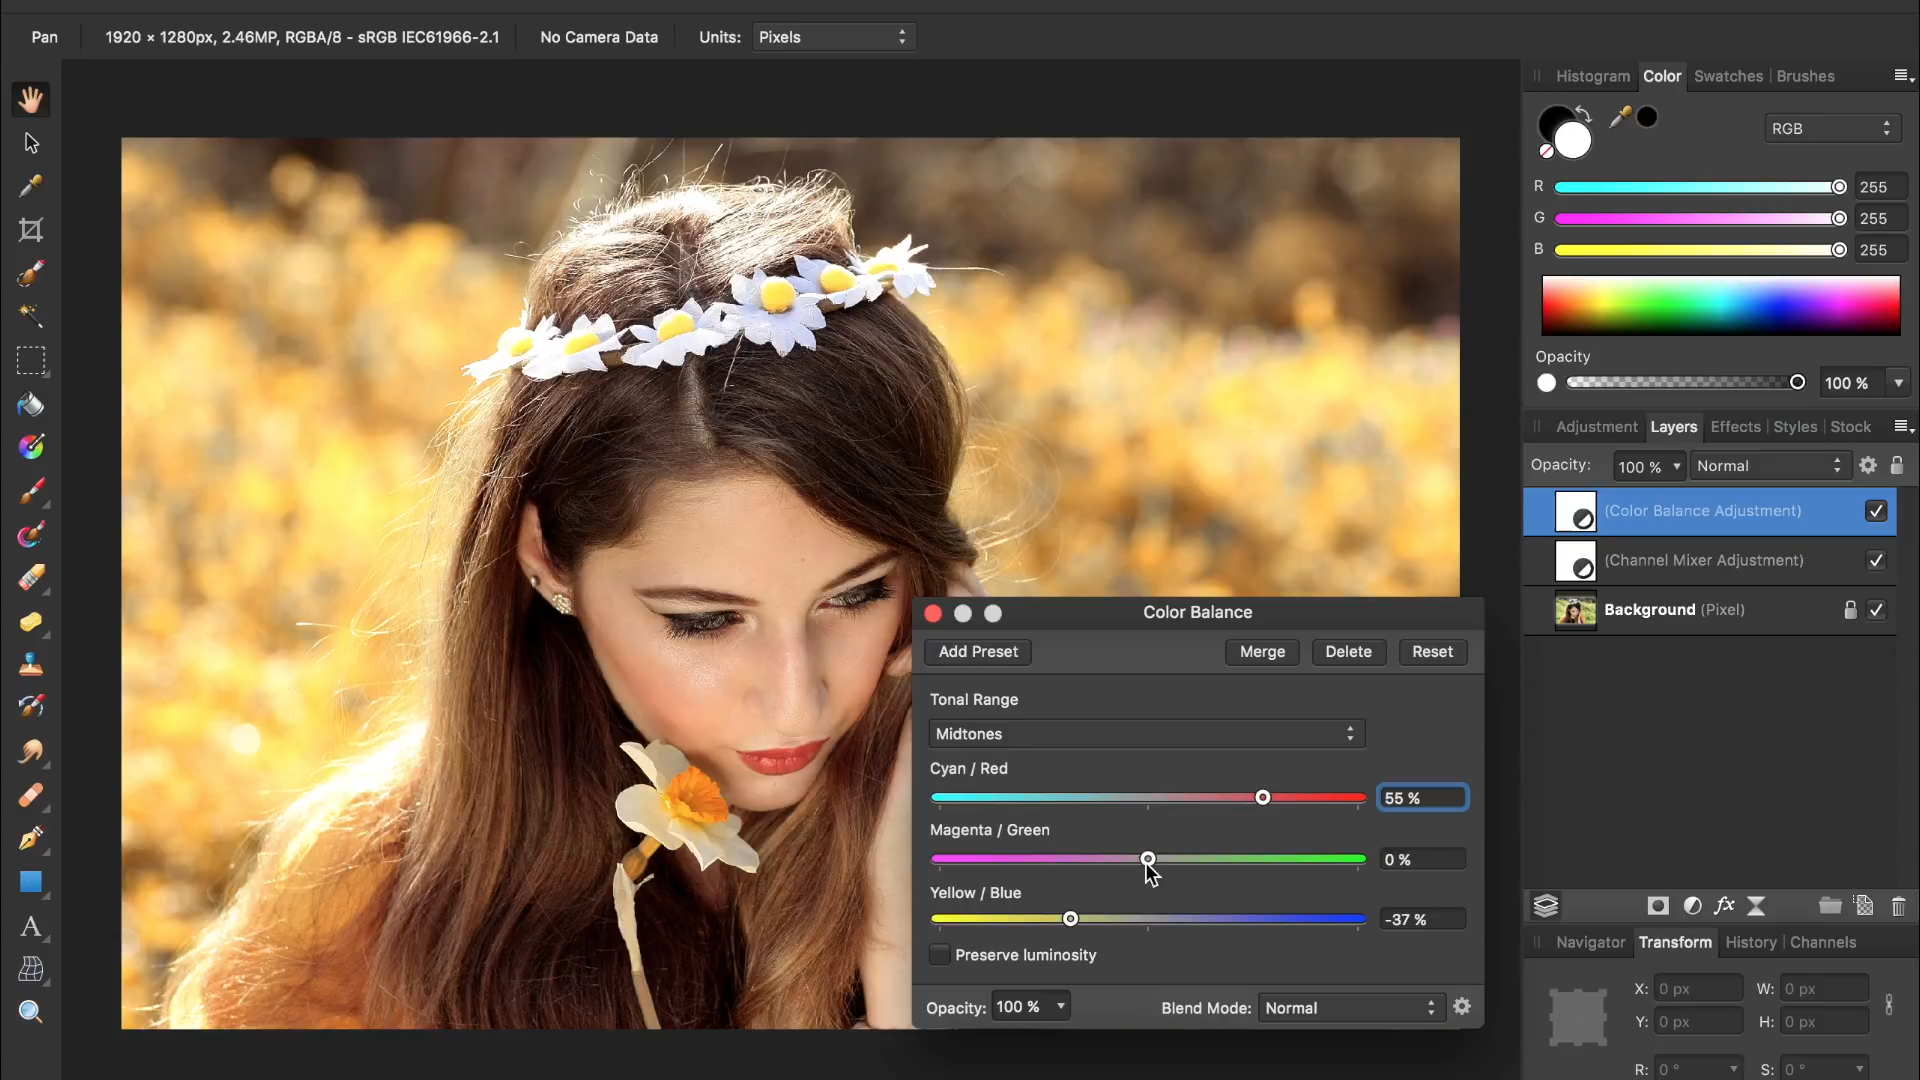 Pan 1920 × 1280px, 2.46MP, RGBA/8 - sRGB IEC61966-2.1 No Camera Data Units: Pixels
Histogram Color Swatches Brushes
RGB
R 255
G 255
B 255
Opacity
100 %
Adjustment Layers Effects Styles Stock
Opacity: 100 % Normal
(Color Balance Adjustment)
(Channel Mixer Adjustment)
Background (Pixel)
Color Balance
Add Preset Merge Delete Reset
Tonal Range
Midtones
Cyan / Red
55 %
Magenta / Green
0 %
Yellow / Blue
-37 %
Preserve luminosity
Opacity: 100 % Blend Mode: Normal
fx
A
Navigator Transform History Channels
X: 0 px W: 0 px
Y: 0 px H: 0 px
R: 0 ° S: 0 °